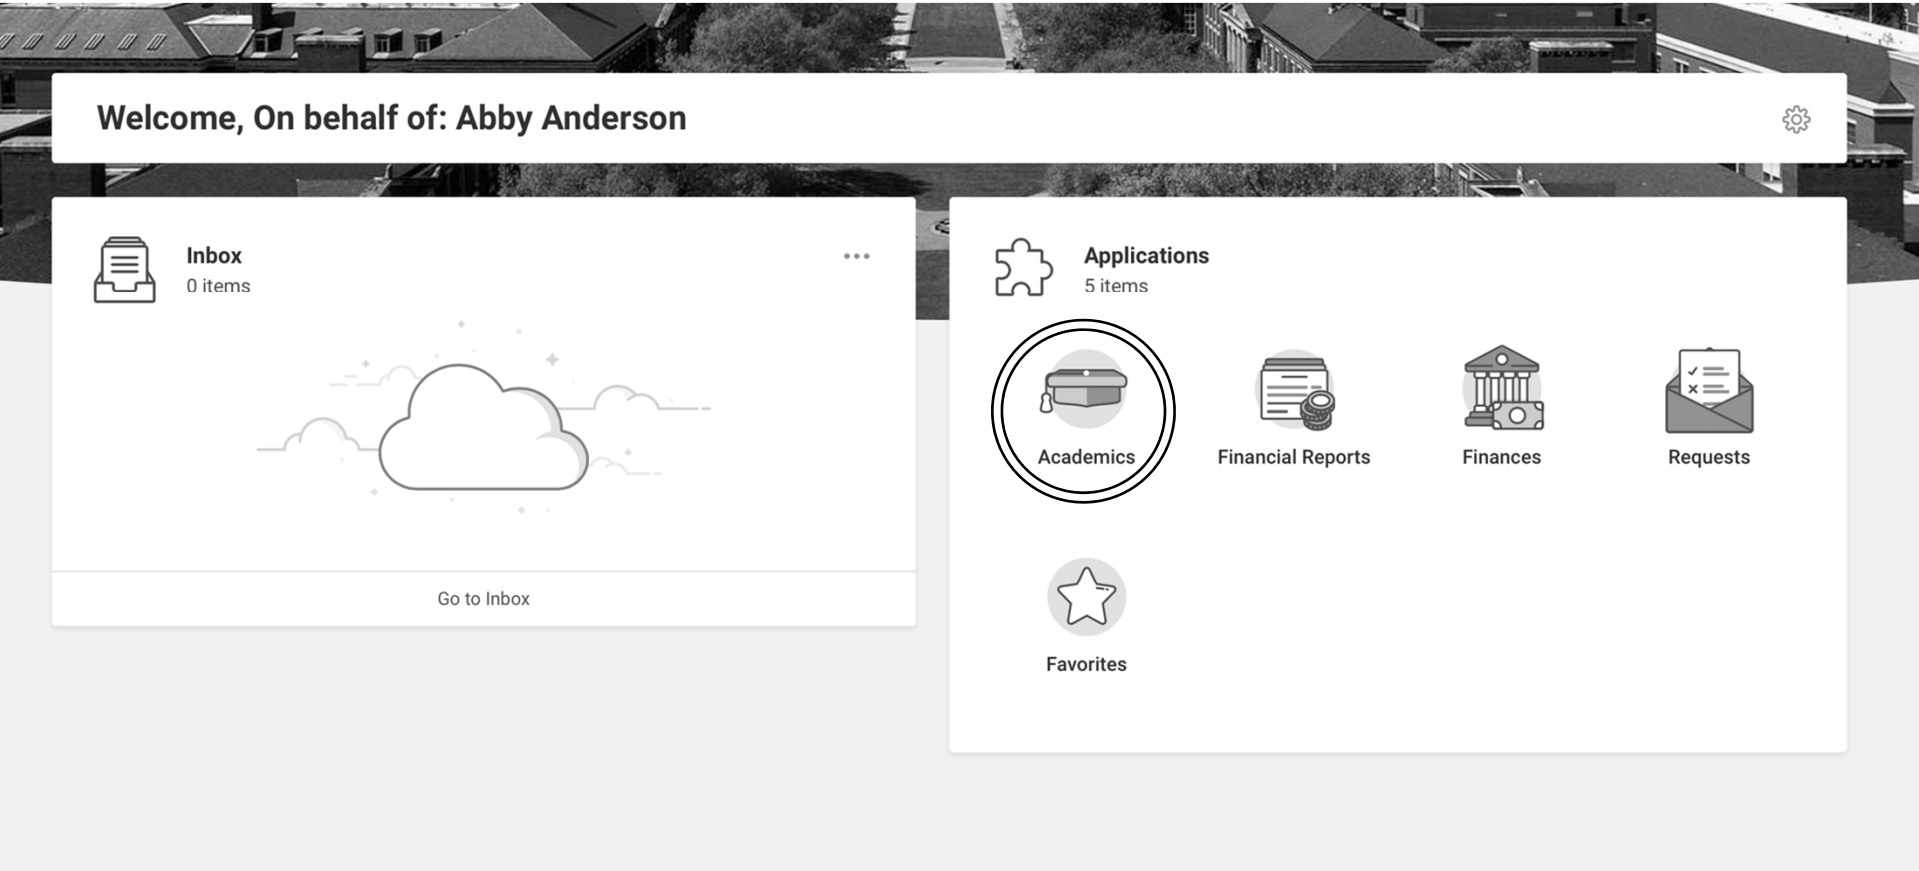 Welcome, On behalf of: Abby Anderson
Inbox
0 items
Go to Inbox
Applications
5 items
Academics
Financial Reports
Finances
Requests
Favorites